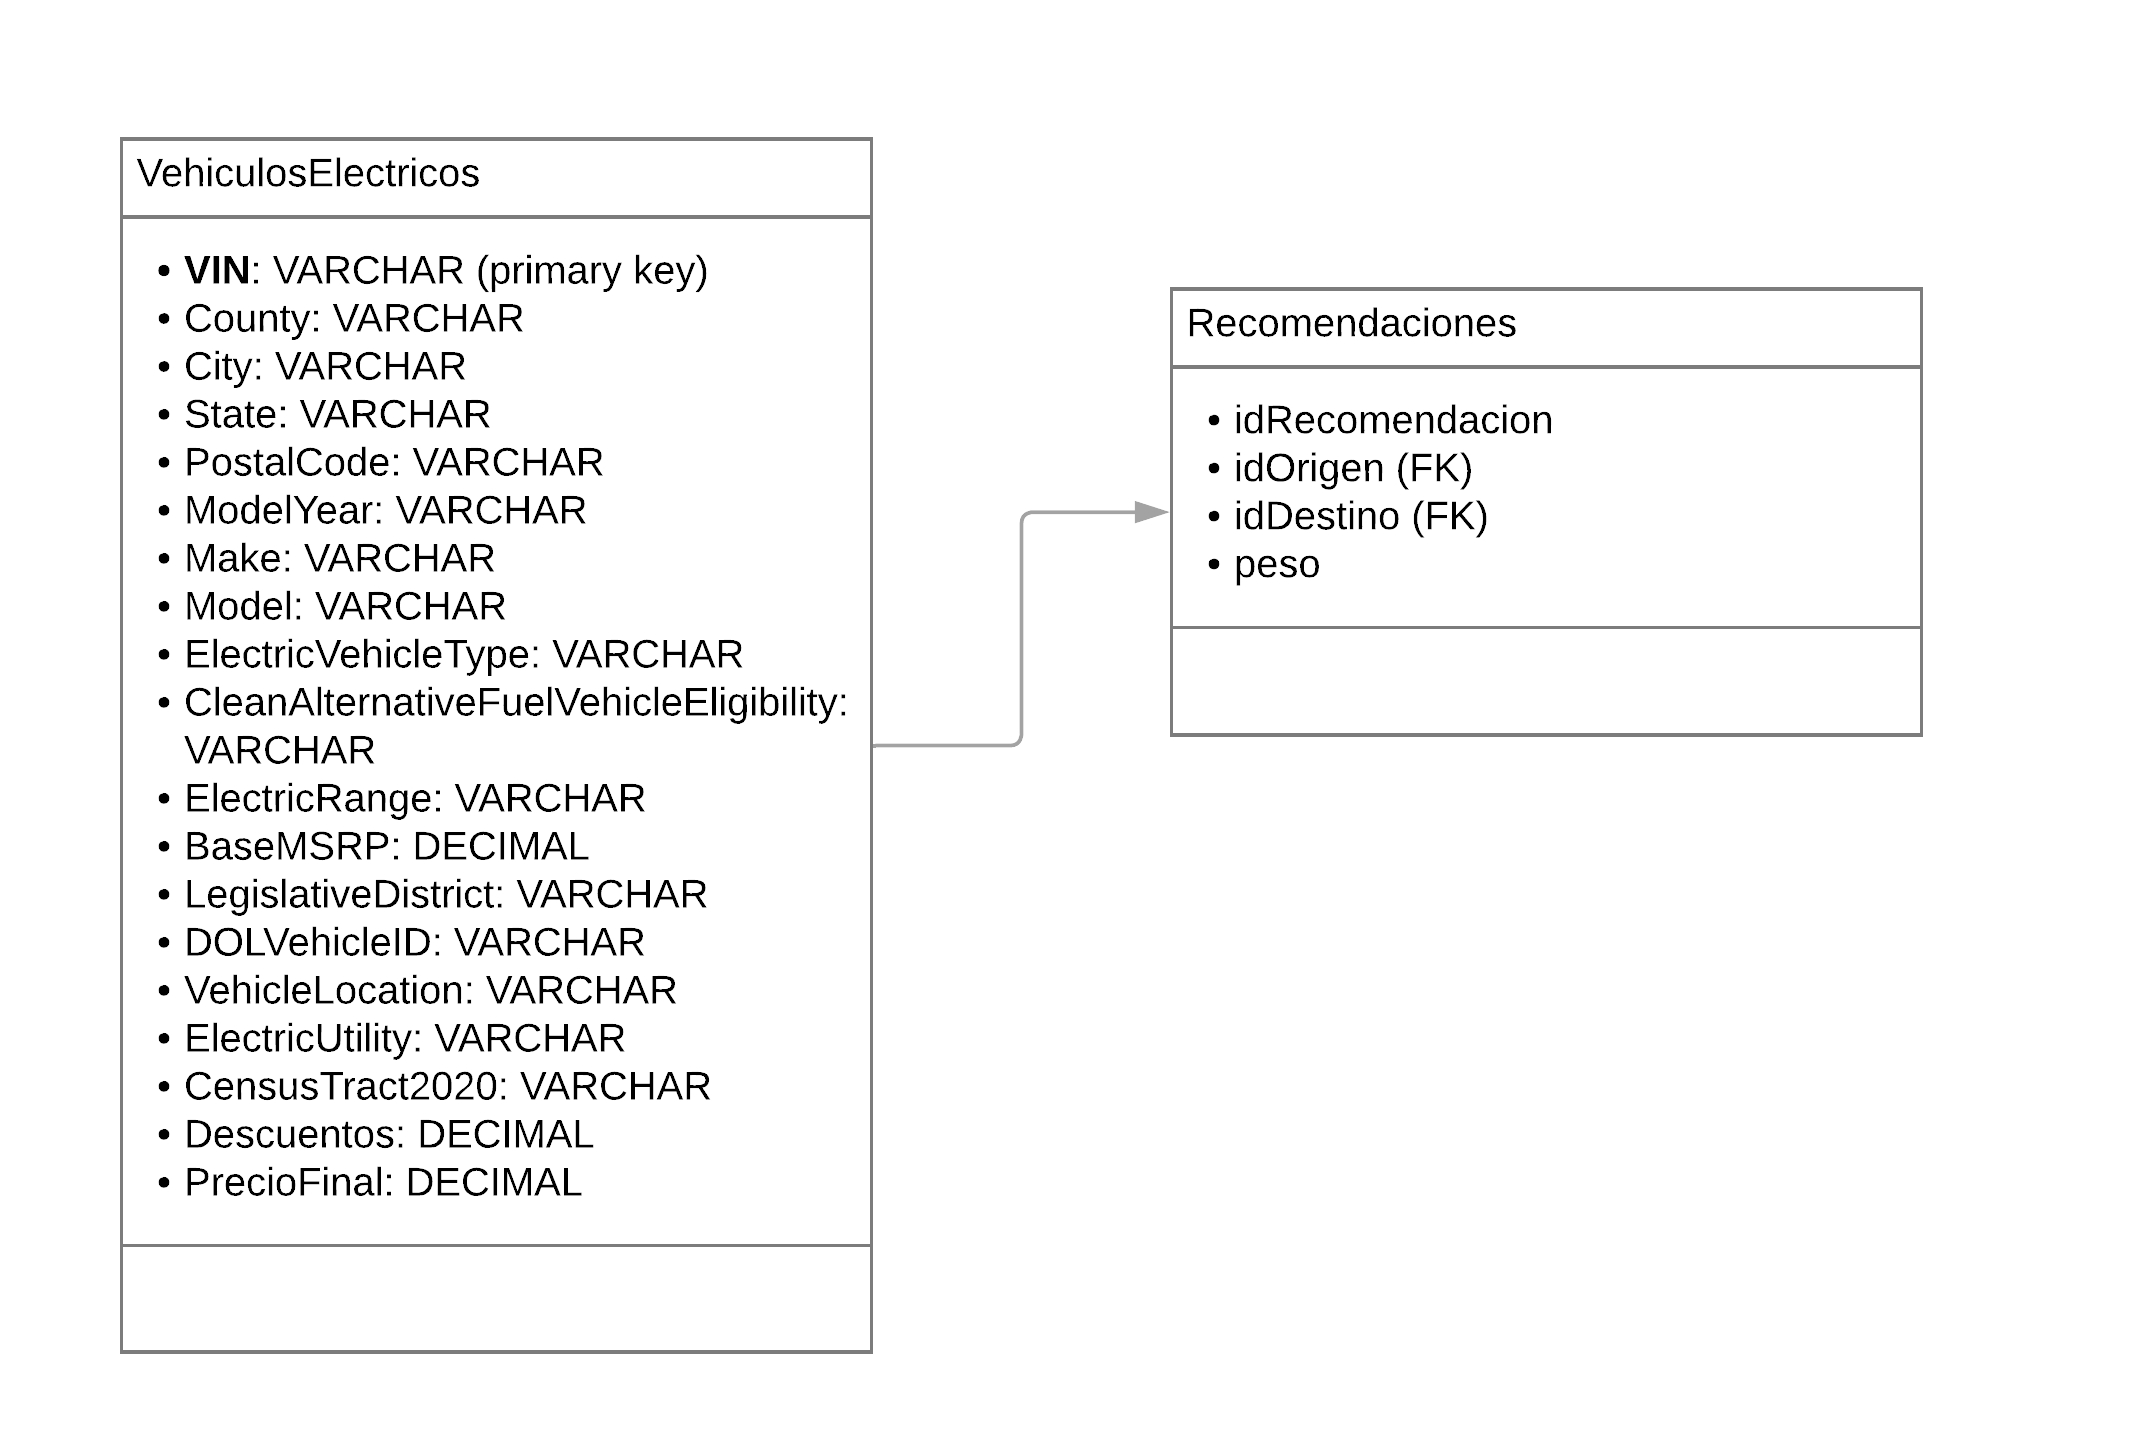 VehiculosElectricos
• VIN: VARCHAR (primary key)
• County: VARCHAR
• City: VARCHAR
• State: VARCHAR
• PostalCode: VARCHAR
• ModelYear: VARCHAR
• Make: VARCHAR
• Model: VARCHAR
• ElectricVehicleType: VARCHAR
• CleanAlternativeFuelVehicleEligibility:
VARCHAR
• ElectricRange: VARCHAR
• BaseMSRP: DECIMAL
• LegislativeDistrict: VARCHAR
• DOLVehicleID: VARCHAR
• VehicleLocation: VARCHAR
• ElectricUtility: VARCHAR
• CensusTract2020: VARCHAR
• Descuentos: DECIMAL
• PrecioFinal: DECIMAL
Recomendaciones
• idRecomendacion
• idOrigen (FK)
• idDestino (FK)
• peso